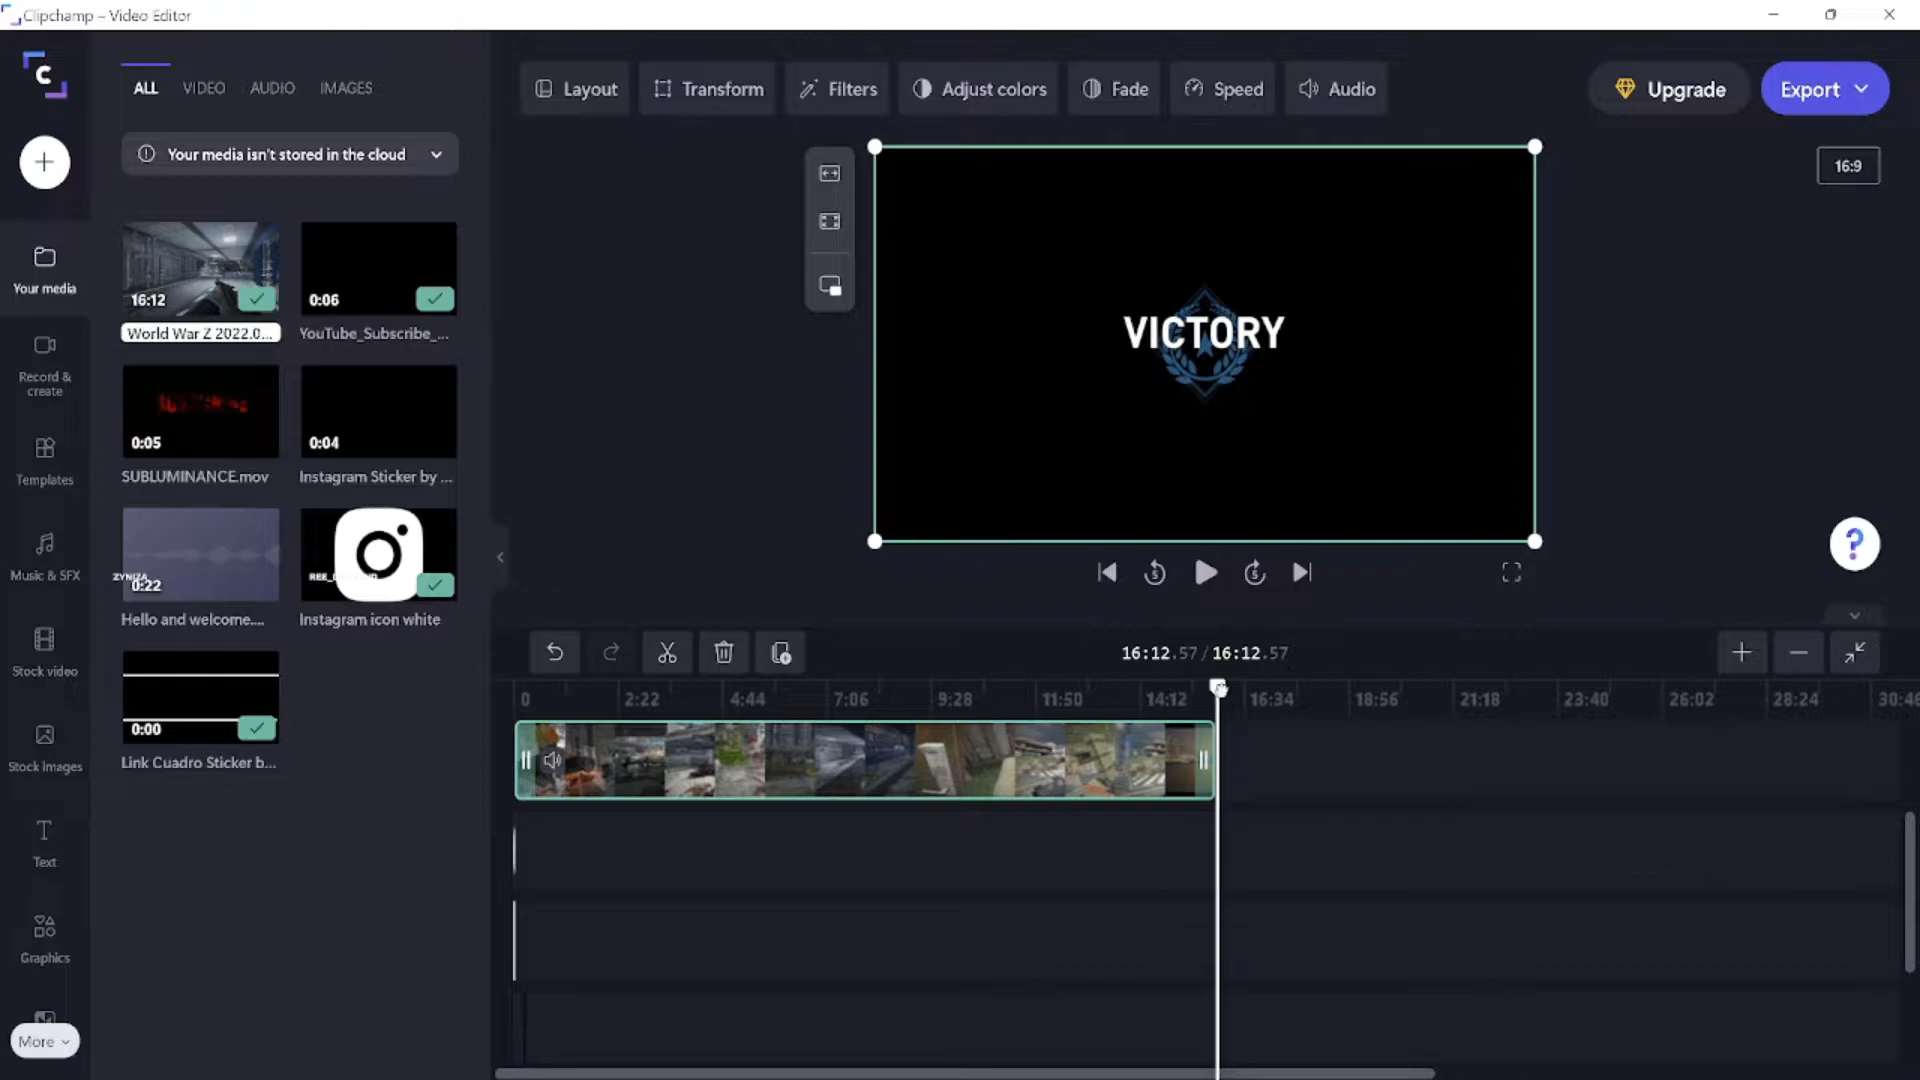 Clipchamp – Video Editor
ALL VIDEO AUDIO IMAGES
Layout Transform Filters Adjust colors Fade Speed Audio
Upgrade Export
Your media isn't stored in the cloud
16:9
Your media
16:12
World War Z 2022.0...
0:06
YouTube_Subscribe_...
VICTORY
Record &
create
0:05
SUBLUMINANCE.mov
0:04
Instagram Sticker by ...
Templates
Music & SFX
0:22
Hello and welcome....
Instagram icon white
5 5
?
Stock video
16:12.57 / 16:12.57
0 2:22 4:44 7:06 9:28 11:50 14:12 16:34 18:56 21:18 23:40 26:02 28:24 30:46
0:00
Link Cuadro Sticker b...
Stock images
Text
Graphics
More